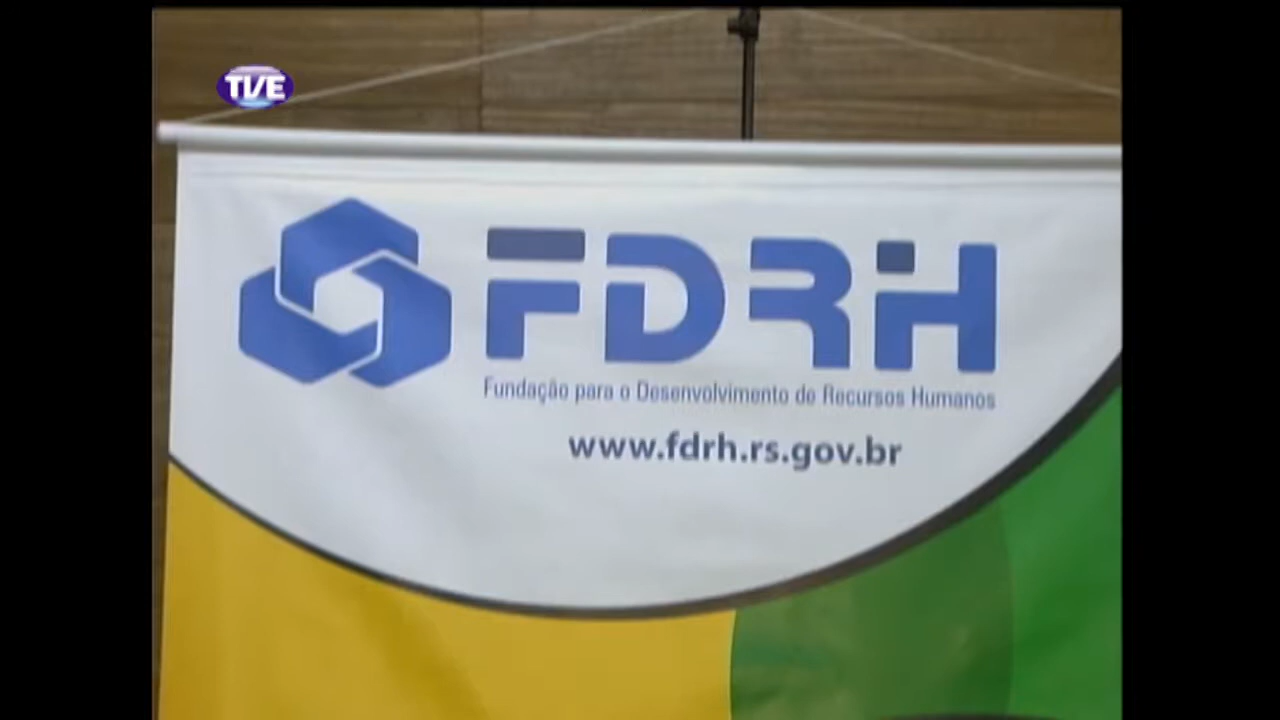 TVE
FDRH
Fundação para o Desenvolvimento de Recursos Humanos
www.fdrh.rs.gov.br